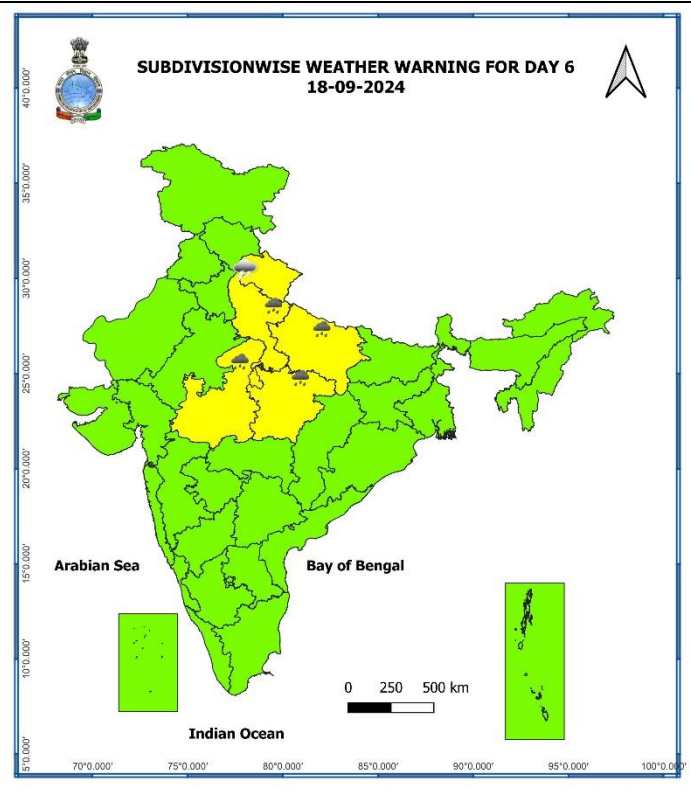 SUBDIVISIONWISE WEATHER WARNING FOR DAY 6
18-09-2024
40°0.000'
35°0.000'
30°0.000'
25°0.000'
20°0.000'
15°0.000'
10°0.000'
5°0.000'
Arabian Sea
Bay of Bengal
0 250 500 km
Indian Ocean
70°0.000' 75°0.000' 80°0.000' 85°0.000' 90°0.000' 95°0.000' 100°0.000'